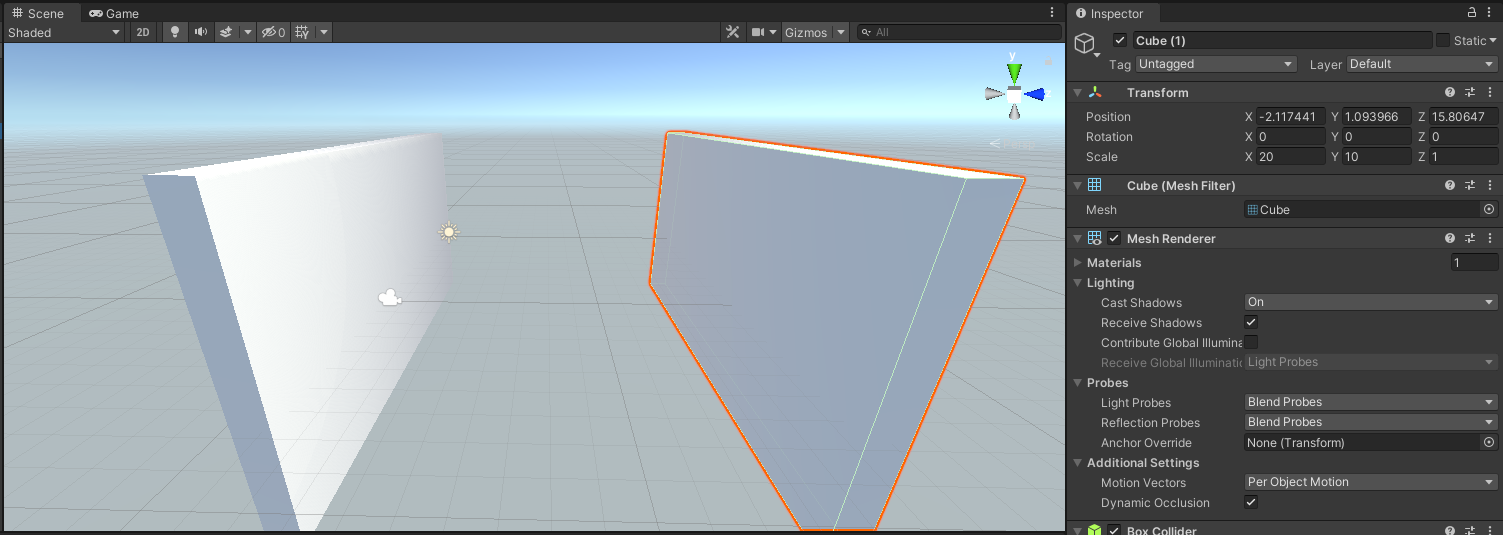 Scene
Game
Shaded
2D
0
Gizmos
All
y
Inspector
Cube (1)
Static
Tag Untagged
Layer Default
Transform
Position X -2.117441 Y 1.093966 Z 15.80647
Rotation X 0 Y 0 Z 0
Scale X 20 Y 10 Z 1
Cube (Mesh Filter)
Mesh Cube
Mesh Renderer
Materials 1
Lighting
Cast Shadows On
Receive Shadows
Contribute Global Illumina
Receive Global Illuminatic Light Probes
Probes
Light Probes Blend Probes
Reflection Probes Blend Probes
Anchor Override None (Transform)
Additional Settings
Motion Vectors Per Object Motion
Dynamic Occlusion
Box Collider